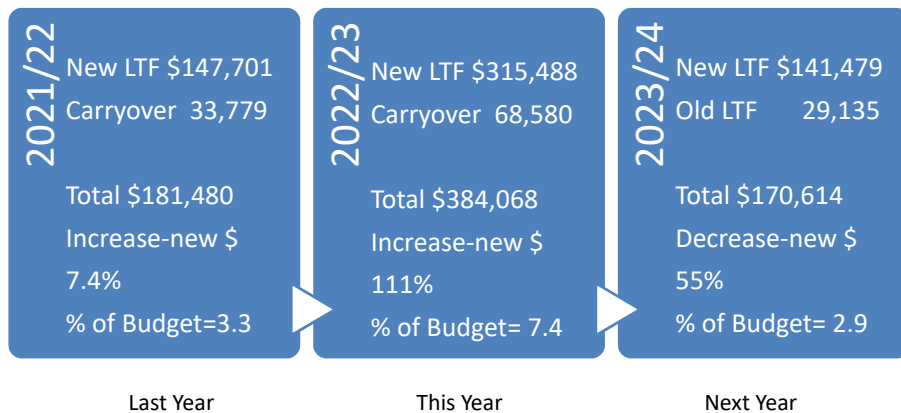 2021/22
New LTF $147,701
Carryover 33,779
Total $181,480
Increase-new $
7.4%
% of Budget=3.3
2022/23
New LTF $315,488
Carryover 68,580
Total $384,068
Increase-new $
111%
% of Budget= 7.4
2023/24
New LTF $141,479
Old LTF 29,135
Total $170,614
Decrease-new $
55%
% of Budget= 2.9
Last Year
This Year
Next Year